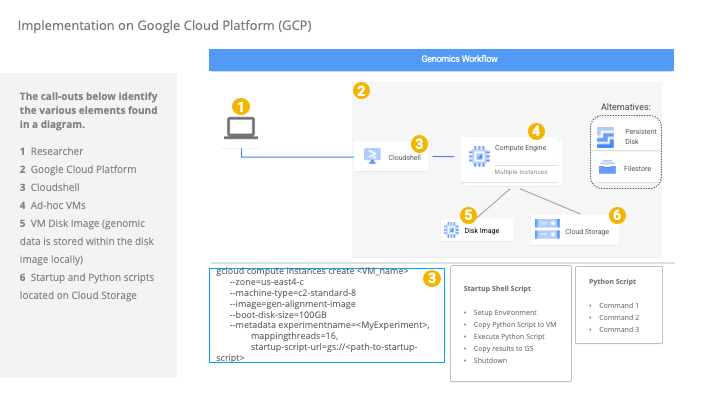 Implementation on Google Cloud Platform (GCP)
Genomics Workflow
The call-outs below identify
the various elements found
in a diagram.
1 Researcher
2 Google Cloud Platform
3 Cloudshell
4 Ad-hoc VMs
5 VM Disk Image (genomic
data is stored within the disk
image locally)
6 Startup and Python scripts
located on Cloud Storage
1
2
3
Cloudshell
4
Compute Engine
Multiple Instances
Alternatives:
Persistent
Disk
Filestore
5
Disk Image
6
Cloud Storage
3
gcloud compute instances create <VM_name>
--zone=us-east4-c
--machine-type=c2-standard-8
--image=gen-alignment-image
--boot-disk-size=100GB
--metadata experimentname=<MyExperiment>,
mappingthreads=16,
startup-script-url=gs://<path-to-startup-
script>
Startup Shell Script
• Setup Environment
• Copy Python Script to VM
• Execute Python Script
• Copy results to GS
• Shutdown
Python Script
• Command 1
• Command 2
• Command 3